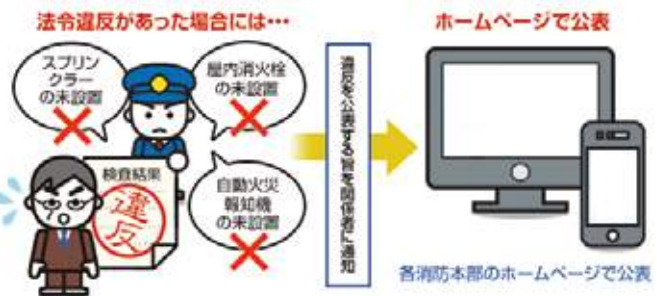 法令違反があった場合には･･･
ホームページで公表
スプリン
クラー
の未設置
屋内消火栓
の未設置
検査結果
違反
自動火災
報知機
の未設置
違反を公表する旨を関係者に通知
各消防本部のホームページで公表